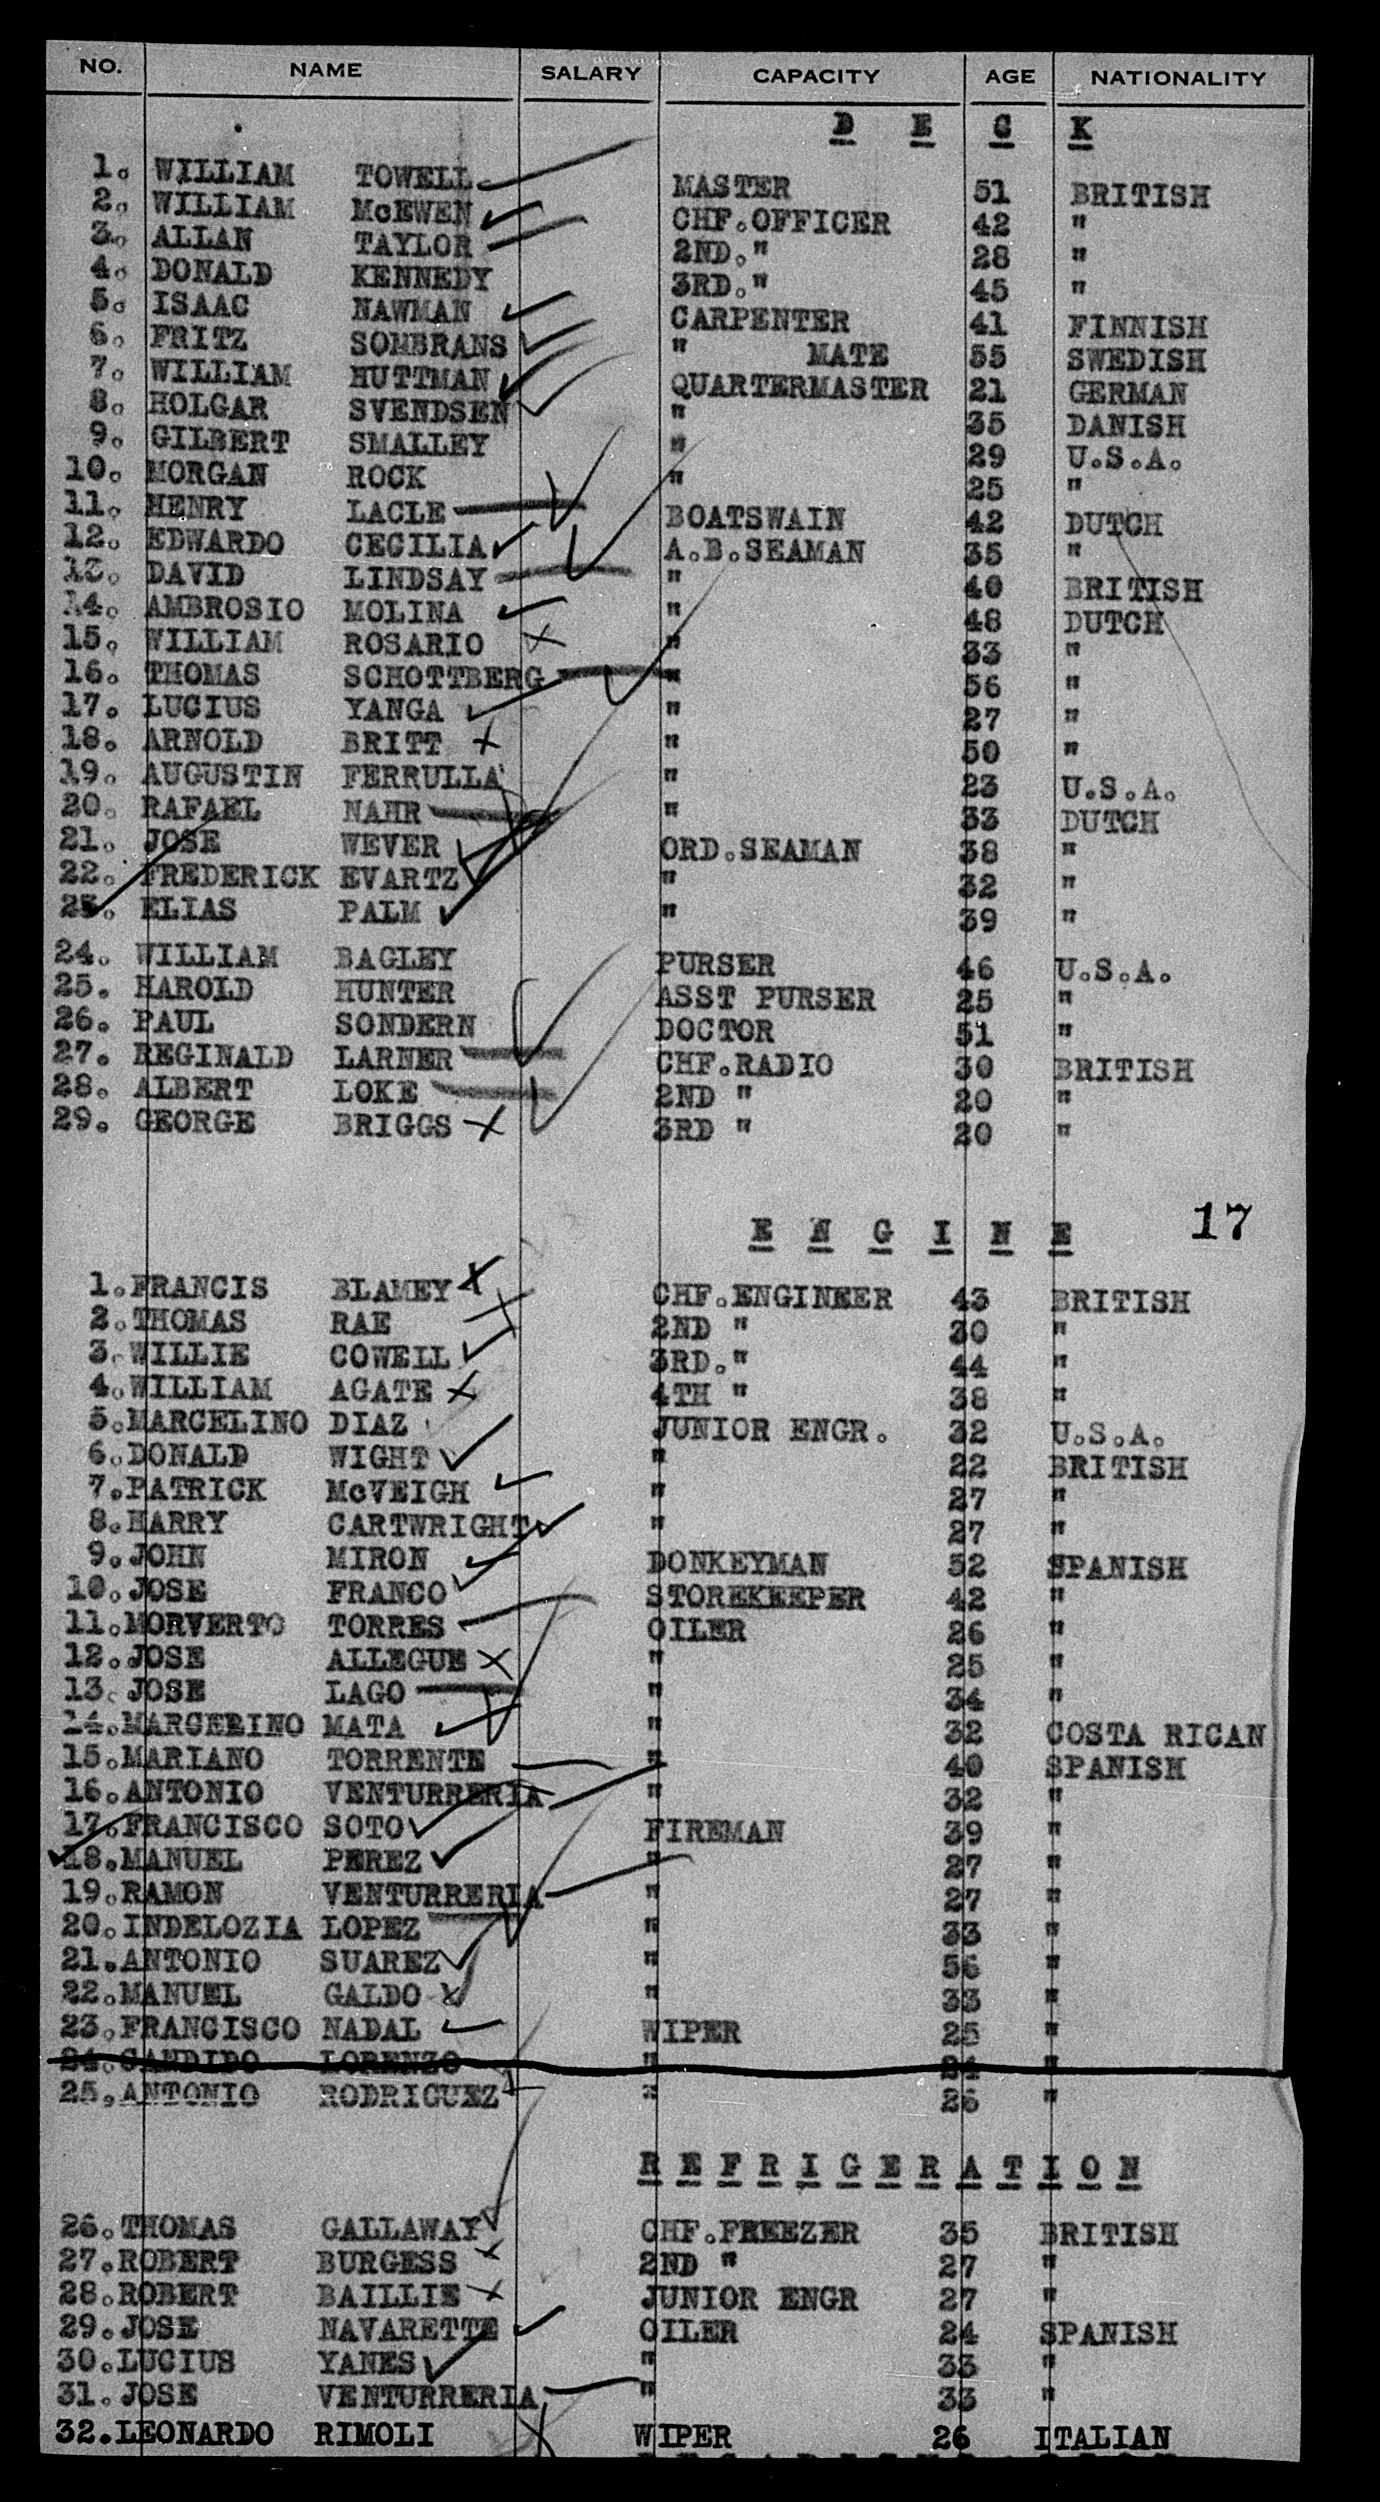 NO. NAME SALARY CAPACITY AGE NATIONALITY
D E C K
1. WILLIAM TOWELL MASTER 51 BRITISH
2. WILLIAM McEWEN CHF.OFFICER 42 "
3. ALLAN TAYLOR 2ND." 28 "
4. DONALD KENNEDY 3RD." 45 "
5. ISAAC NAWMAN CARPENTER 41 FINNISH
6. FRITZ SOMBRANS " MATE 55 SWEDISH
7. WILLIAM HUTTMAN QUARTERMASTER 21 GERMAN
8. HOLGAR SVENDSEN " 35 DANISH
9. GILBERT SMALLEY " 29 U.S.A.
10. MORGAN ROCK " 25 "
11. HENRY LACLE BOATSWAIN 42 DUTCH
12. EDWARDO CECILIA A.B.SEAMAN 35 "
13. DAVID LINDSAY " 40 BRITISH
14. AMBROSIO MOLINA " 48 DUTCH
15. WILLIAM ROSARIO " 33 "
16. THOMAS SCHOTTBERG " 56 "
17. LUCIUS YANGA " 27 "
18. ARNOLD BRITT " 50 "
19. AUGUSTIN FERRULLA " 23 U.S.A.
20. RAFAEL NAHR " 33 DUTCH
21. JOSE WEVER ORD.SEAMAN 38 "
22. FREDERICK EVARTZ " 32 "
23. ELIAS PALM " 39 "
24. WILLIAM BAGLEY PURSER 46 U.S.A.
25. HAROLD HUNTER ASST PURSER 25 "
26. PAUL SONDERN DOCTOR 51 "
27. REGINALD LARNER CHF.RADIO 30 BRITISH
28. ALBERT LOKE 2ND " 20 "
29. GEORGE BRIGGS 3RD " 20 "
17
E N G I N E
1.FRANCIS BLAMEY CHF.ENGINEER 43 BRITISH
2.THOMAS RAE 2ND " 30 "
3.WILLIE COWELL 3RD." 44 "
4.WILLIAM AGATE 4TH " 38 "
5.MARCELINO DIAZ JUNIOR ENGR. 32 U.S.A.
6.DONALD WIGHT " 22 BRITISH
7.PATRICK McVEIGH " 27 "
8.HARRY CARTWRIGHT " 27 "
9.JOHN MIRON DONKEYMAN 52 SPANISH
10.JOSE FRANCO STOREKEEPER 42 "
11.MORVERTO TORRES OILER 26 "
12.JOSE ALLEGUE " 25 "
13.JOSE LAGO " 34 "
14.MARCELINO MATA " 32 COSTA RICAN
15.MARIANO TORRENTE " 40 SPANISH
16.ANTONIO VENTURRERIA " 32 "
17.FRANCISCO SOTO FIREMAN 39 "
18.MANUEL PEREZ " 27 "
19.RAMON VENTURRERIA " 27 "
20.INDELOZIA LOPEZ " 33 "
21.ANTONIO SUAREZ " 56 "
22.MANUEL GALDO " 33 "
23.FRANCISCO NADAL WIPER 25 "
24.CANDIDO LORENZO " 24 "
25.ANTONIO RODRIGUEZ " 26 "
R E F R I G E R A T I O N
26.THOMAS GALLAWAY CHF.FREEZER 35 BRITISH
27.ROBERT BURGESS 2ND " 27 "
28.ROBERT BAILLIE JUNIOR ENGR 27 "
29.JOSE NAVARETTE OILER 24 SPANISH
30.LUCIUS YANES " 33 "
31.JOSE VENTURRERIA " 33 "
32.LEONARDO RIMOLI WIPER 26 ITALIAN